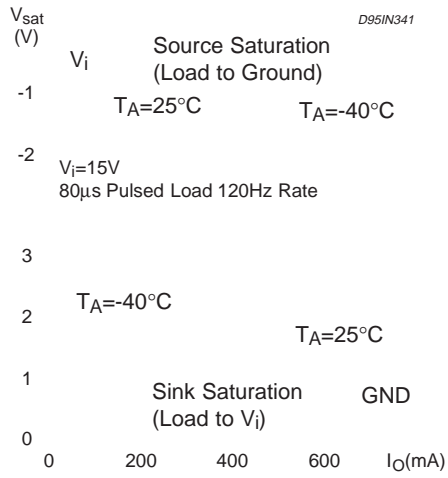 Vsat
(V)
D95IN341
Vi
Source Saturation
(Load to Ground)
-1
TA=25°C
TA=-40°C
-2
Vi=15V
80µs Pulsed Load 120Hz Rate
3
TA=-40°C
2
TA=25°C
1
Sink Saturation
(Load to Vi)
GND
0
0 200 400 600 IO(mA)